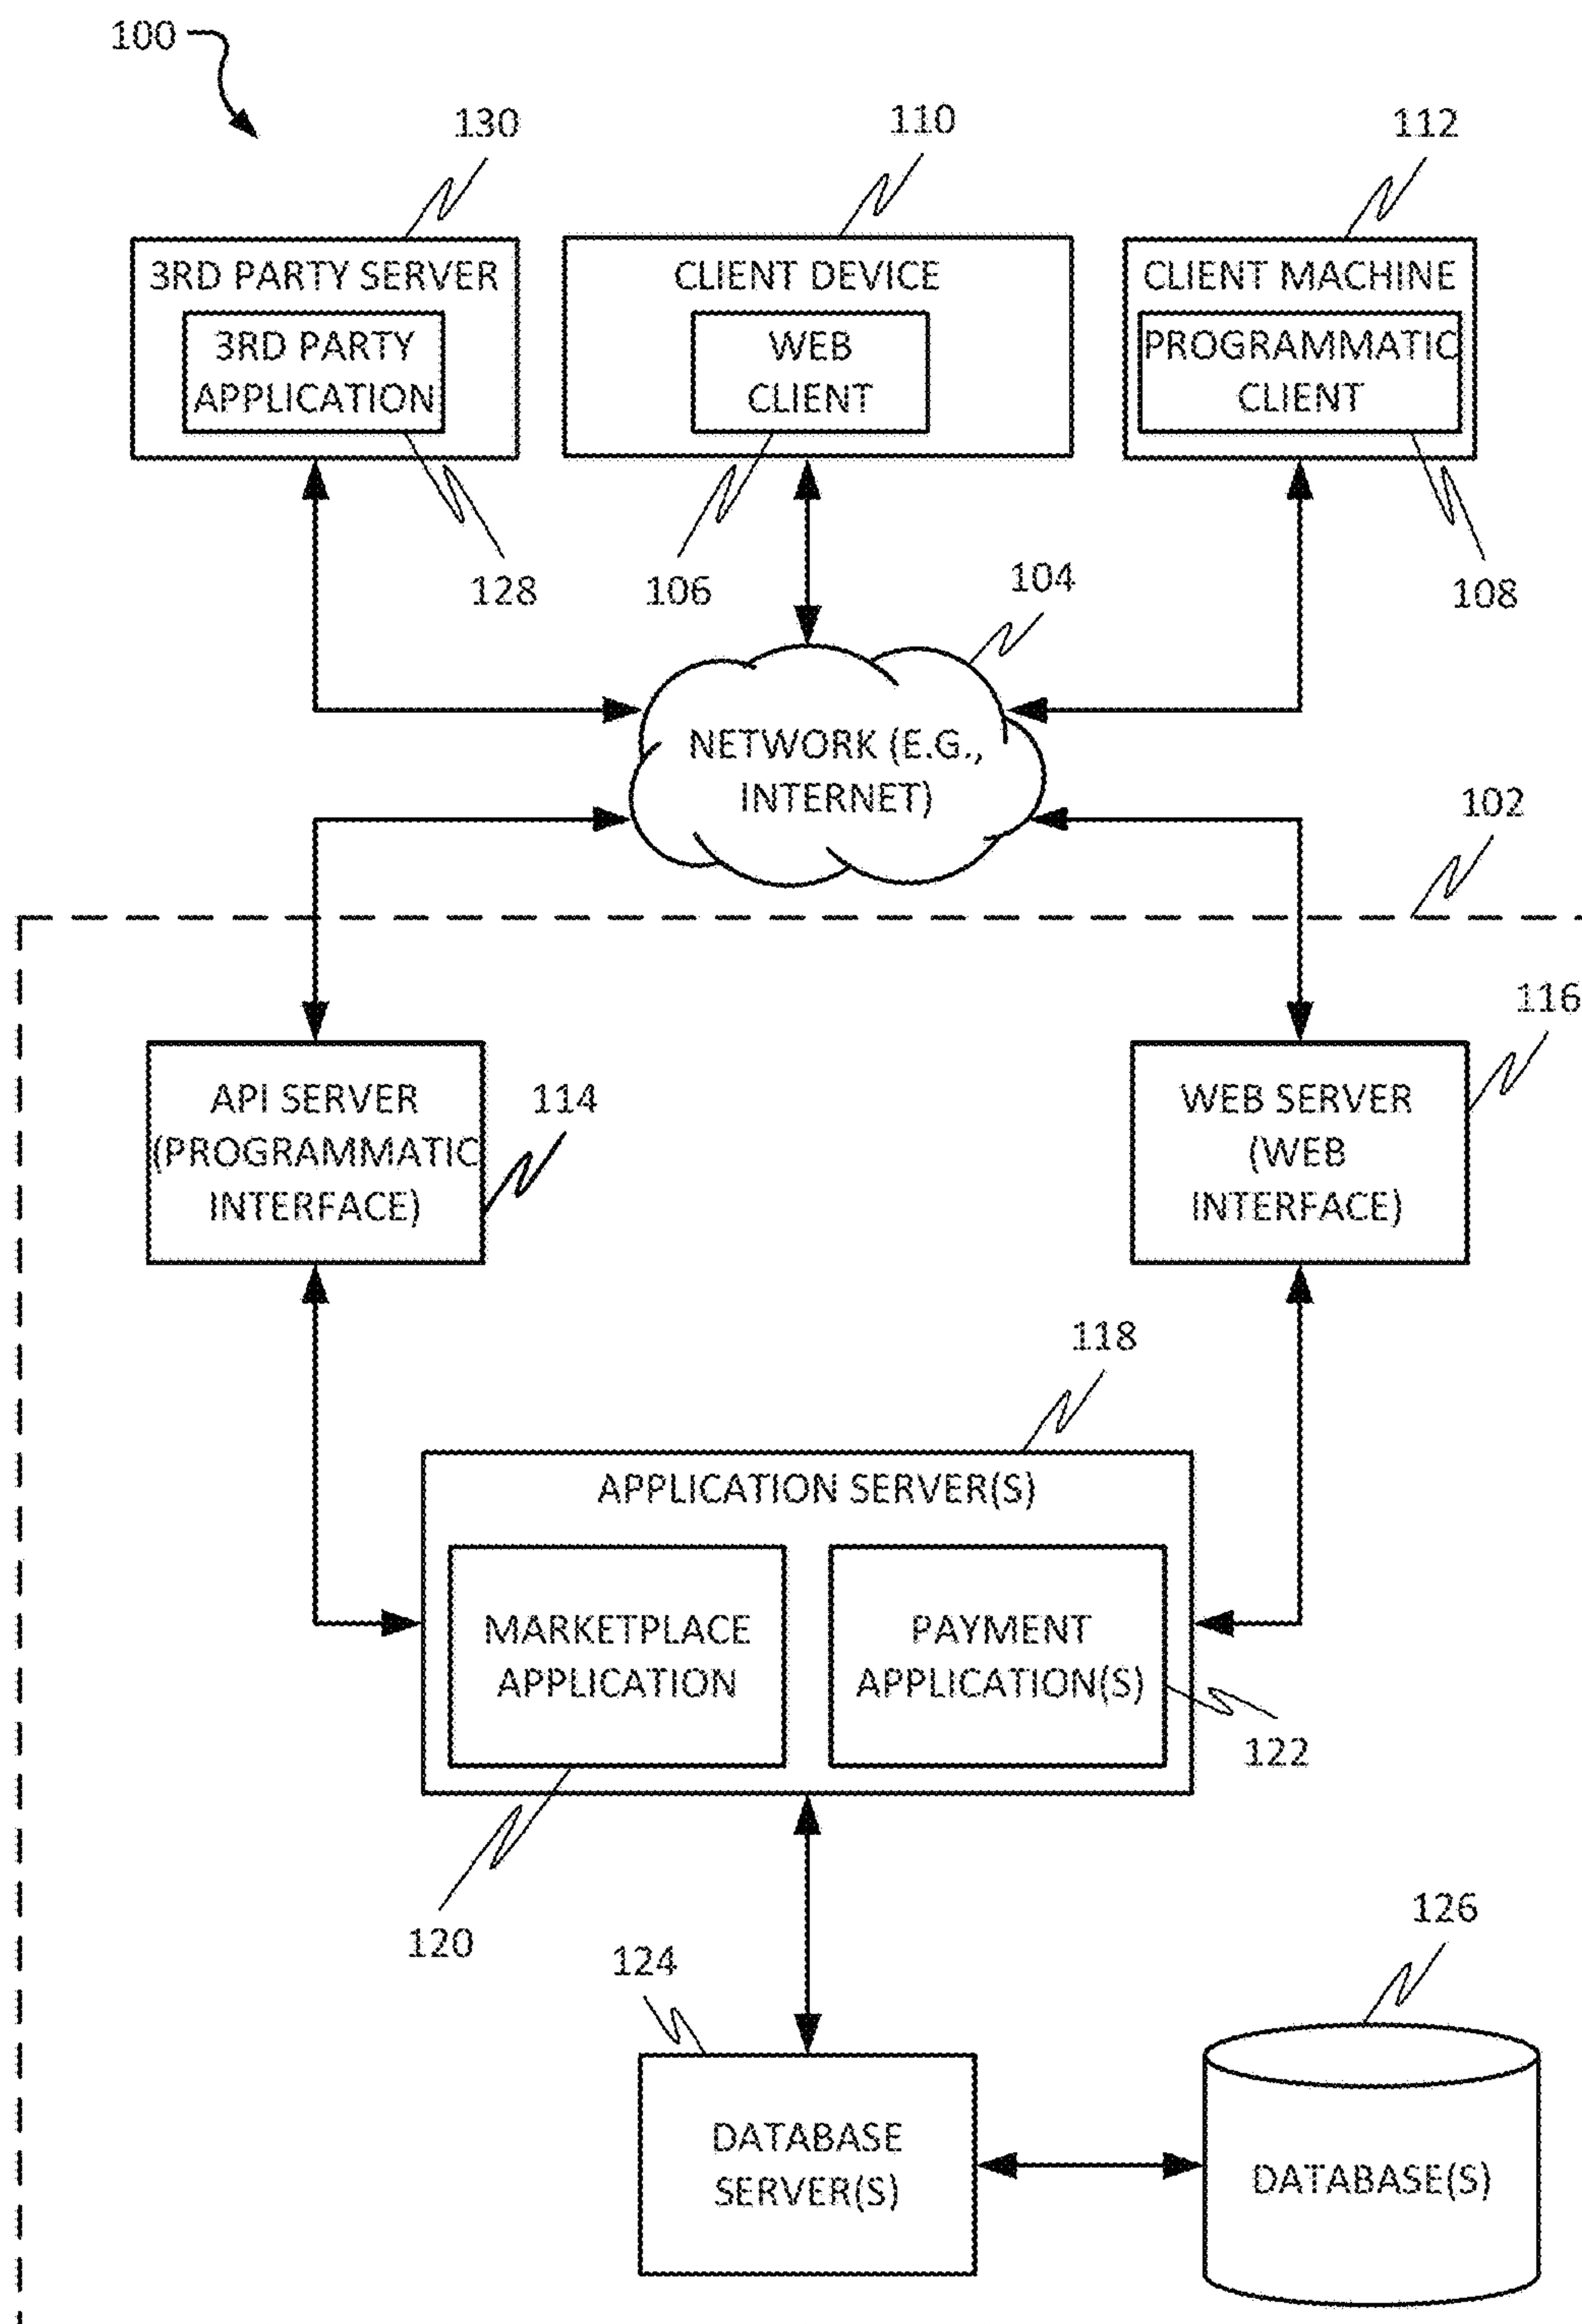 100
130
110
112
3RD PARTY SERVER
3RD PARTY
APPLICATION
CLIENT DEVICE
WEB
CLIENT
CLIENT MACHINE
PROGRAMMATIC
CLIENT
128
106
104
108
NETWORK (E.G.,
INTERNET)
102
116
API SERVER
(PROGRAMMATIC
INTERFACE)
114
WEB SERVER
(WEB
INTERFACE)
118
APPLICATION SERVER(S)
MARKETPLACE
APPLICATION
PAYMENT
APPLICATION(S)
122
120
124
126
DATABASE
SERVER(S)
DATABASE(S)